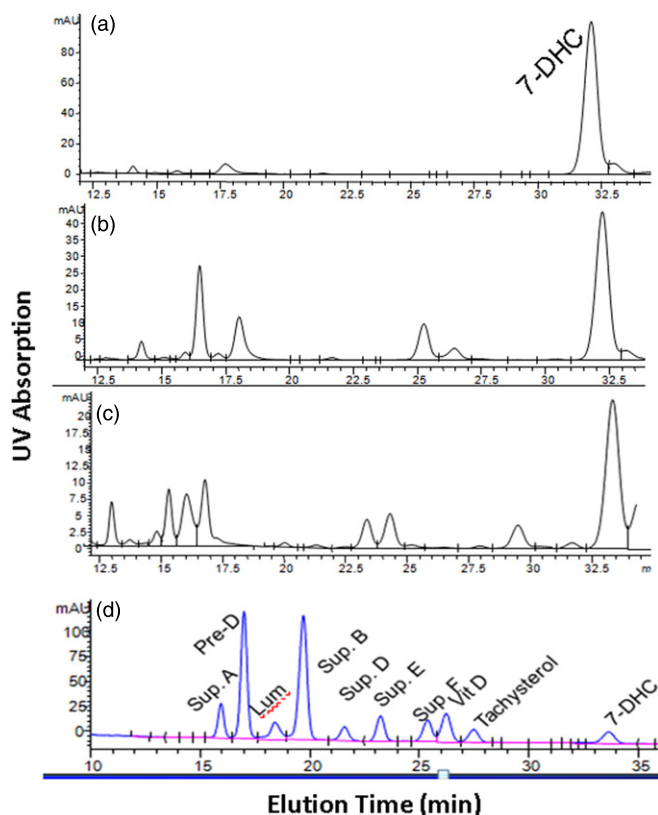 mAU
(a)
7-DHC
80
60
40
20
0
12.5 15 17.5 20 22.5 25 27.5 30 32.5
mAU
(b)
40
35
30
25
20
15
10
5
0
12.5 15 17.5 20 22.5 25 27.5 30 32.5
UV Absorption
mAU
(c)
20
17.5
15
12.5
10
7.5
5
2.5
0
12.5 15 17.5 20 22.5 25 27.5 30 32.5 m
mAU
(d)
100
75
50
25
0
Sup. A
Pre-D
Lum
Sup. B
Sup. D
Sup. E
Sup. F
Vit D
Tachysterol
7-DHC
10 15 20 25 30 35
Elution Time (min)